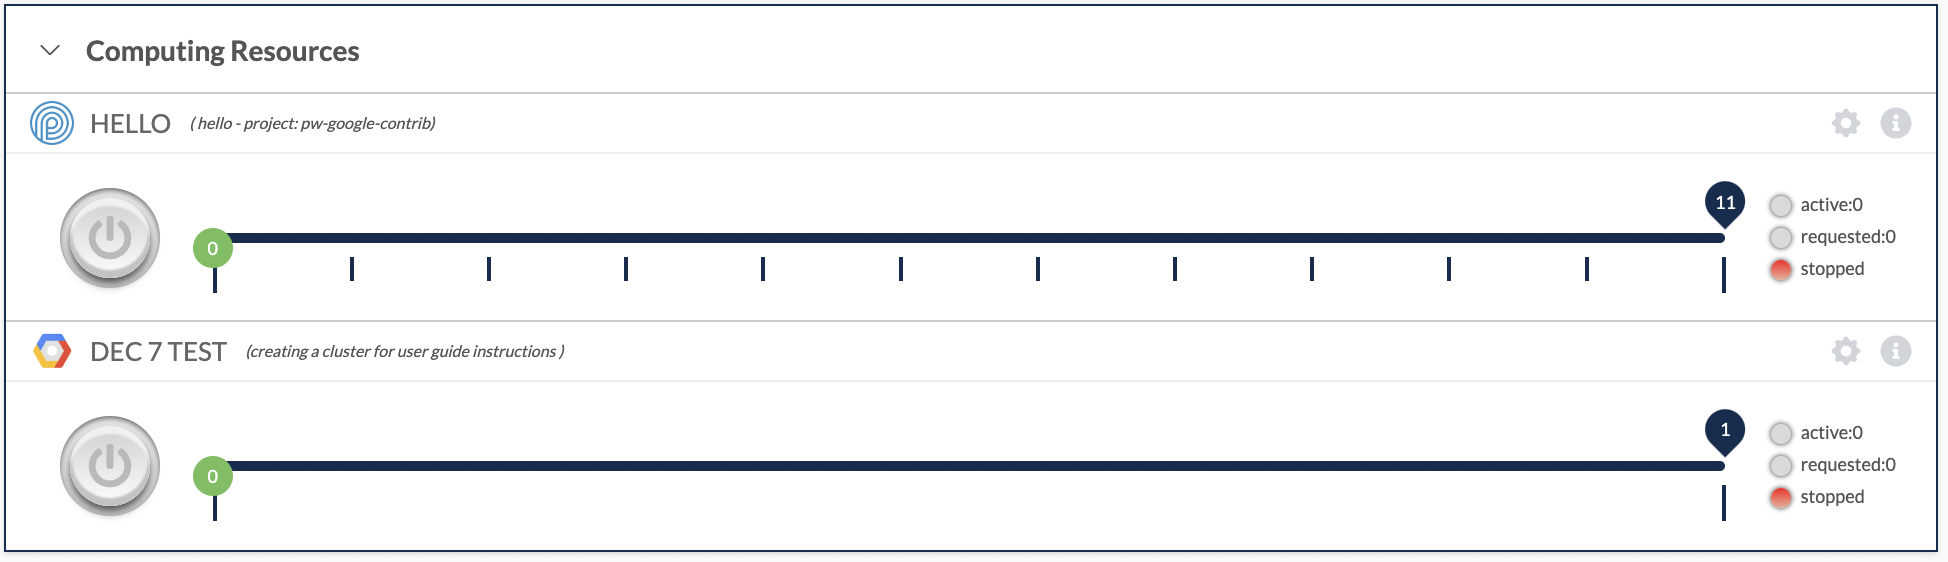 Computing Resources
HELLO ( hello - project: pw-google-contrib)
0
11
active:0
requested:0
stopped
DEC 7 TEST (creating a cluster for user guide instructions )
0
1
active:0
requested:0
stopped